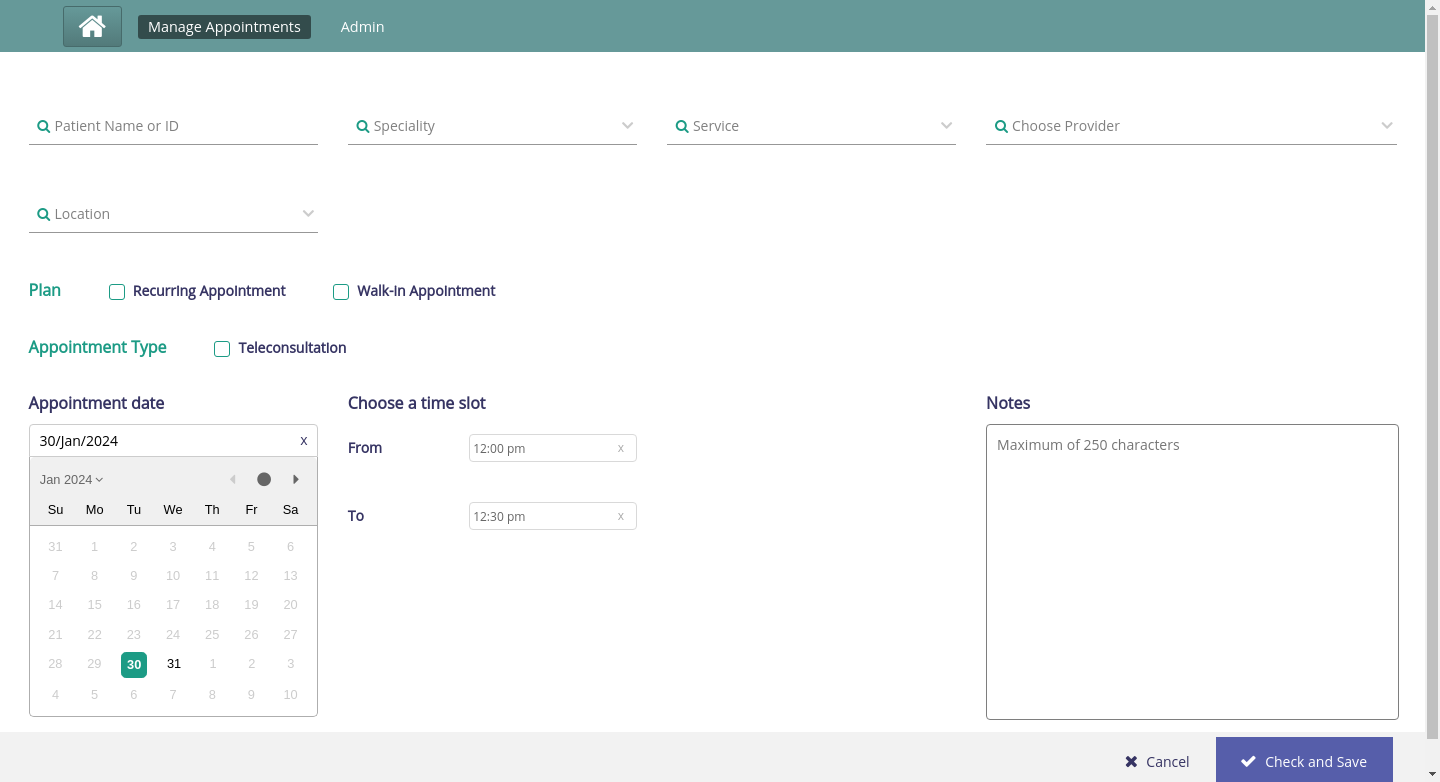 Manage Appointments Admin
Patient Name or ID Speciality Service Choose Provider
Location
Plan Recurring Appointment Walk-in Appointment
Appointment Type Teleconsultation
Appointment date Choose a time slot Notes
30/Jan/2024 x From 12:00 pm x Maximum of 250 characters
Jan 2024
Su Mo Tu We Th Fr Sa To 12:30 pm x
31 1 2 3 4 5 6
7 8 9 10 11 12 13
14 15 16 17 18 19 20
21 22 23 24 25 26 27
28 29 30 31 1 2 3
4 5 6 7 8 9 10
Cancel Check and Save